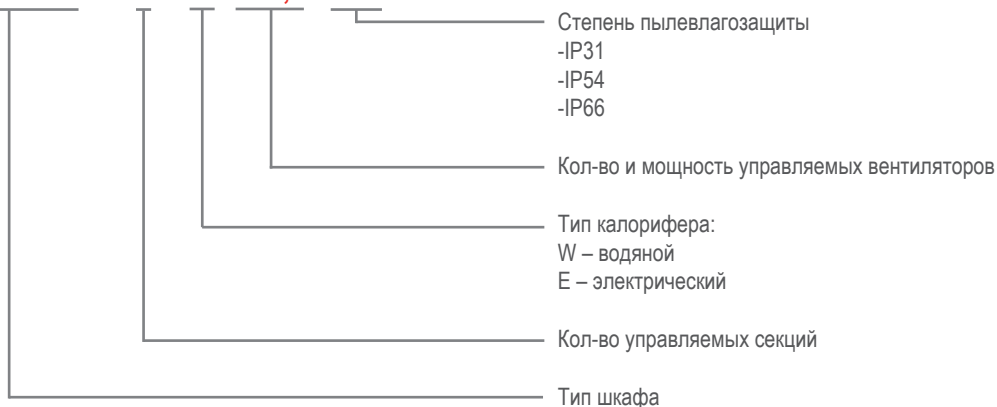 Степень пылевлагозащиты
-IP31
-IP54
-IP66
Кол-во и мощность управляемых вентиляторов
Тип калорифера:
W – водяной
E – электрический
Кол-во управляемых секций
Тип шкафа